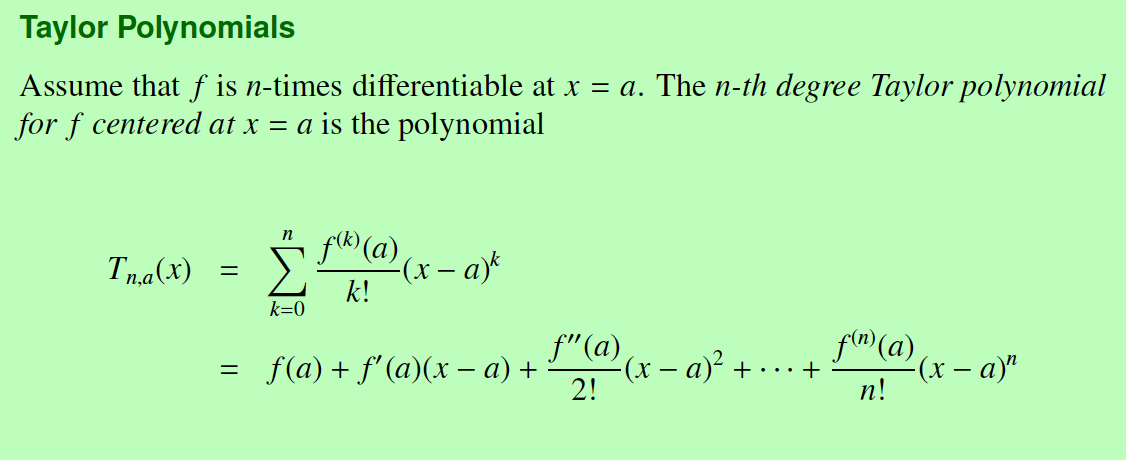 Taylor Polynomials
Assume that f is n-times differentiable at x = a. The n-th degree Taylor polynomial
for f centered at x = a is the polynomial
T_{n,a}(x) = \sum_{k=0}^{n} \frac{f^{(k)}(a)}{k!}(x − a)^k
= f(a) + f′(a)(x − a) + \frac{f′′(a)}{2!}(x − a)^2 + · · · + \frac{f^{(n)}(a)}{n!}(x − a)^n